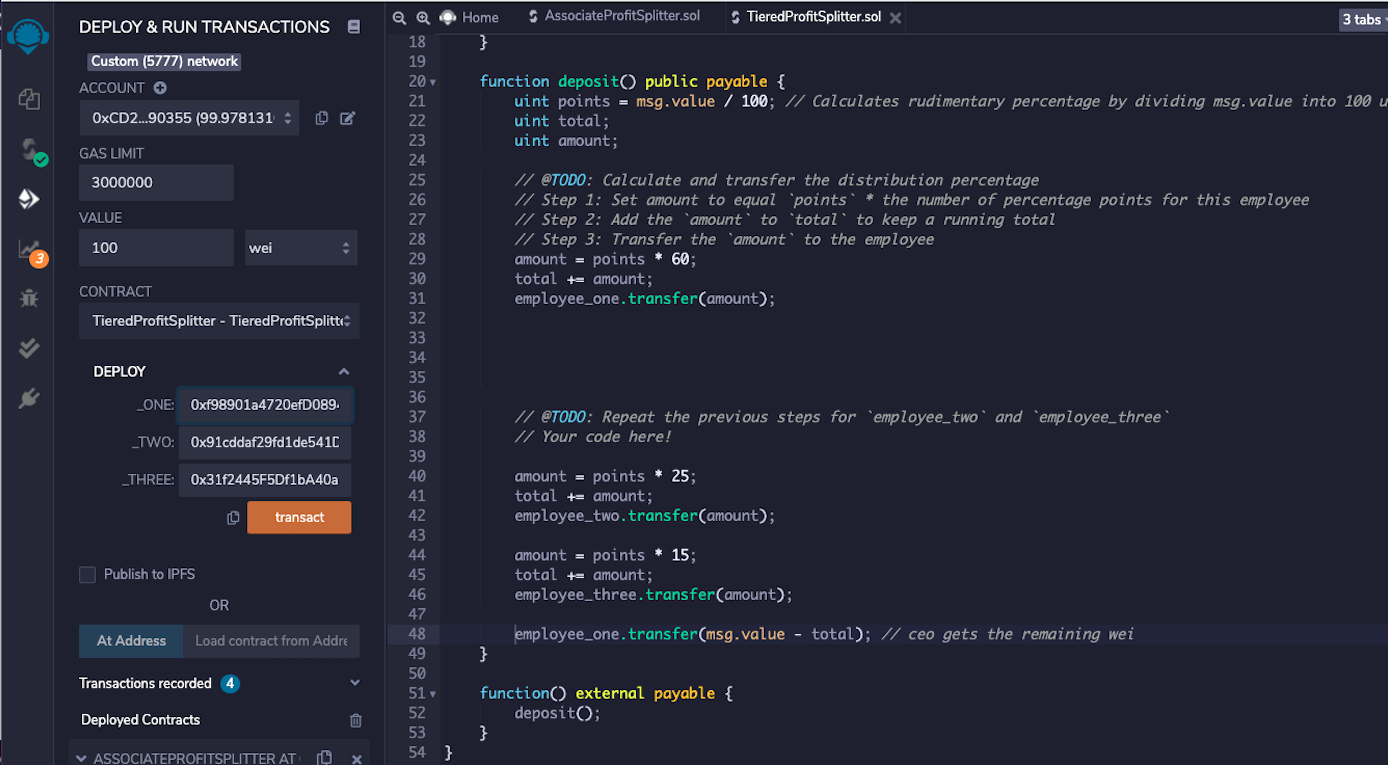 DEPLOY & RUN TRANSACTIONS
Custom (5777) network
ACCOUNT
0xCD2...90355 (99.978131
GAS LIMIT
3000000
VALUE
100
wei
CONTRACT
TieredProfitSplitter - TieredProfitSplitt
DEPLOY
_ONE:
0xf98901a4720efD089
_TWO:
0x91cddaf29fd1de541D
_THREE:
0x31f2445F5Df1bA40a
transact
Publish to IPFS
OR
At Address
Load contract from Addre
Transactions recorded 4
Deployed Contracts
ASSOCIATEPROFITSPLITTER AT
3
Home
AssociateProfitSplitter.sol
TieredProfitSplitter.sol
3 tabs
18 }
19
20 function deposit() public payable {
21 uint points = msg.value / 100; // Calculates rudimentary percentage by dividing msg.value into 100 u
22 uint total;
23 uint amount;
24
25 // @TODO: Calculate and transfer the distribution percentage
26 // Step 1: Set amount to equal `points` * the number of percentage points for this employee
27 // Step 2: Add the `amount` to `total` to keep a running total
28 // Step 3: Transfer the `amount` to the employee
29 amount = points * 60;
30 total += amount;
31 employee_one.transfer(amount);
32
33
34
35
36
37 // @TODO: Repeat the previous steps for `employee_two` and `employee_three`
38 // Your code here!
39
40 amount = points * 25;
41 total += amount;
42 employee_two.transfer(amount);
43
44 amount = points * 15;
45 total += amount;
46 employee_three.transfer(amount);
47
48 employee_one.transfer(msg.value - total); // ceo gets the remaining wei
49 }
50
51 function() external payable {
52 deposit();
53 }
54 }